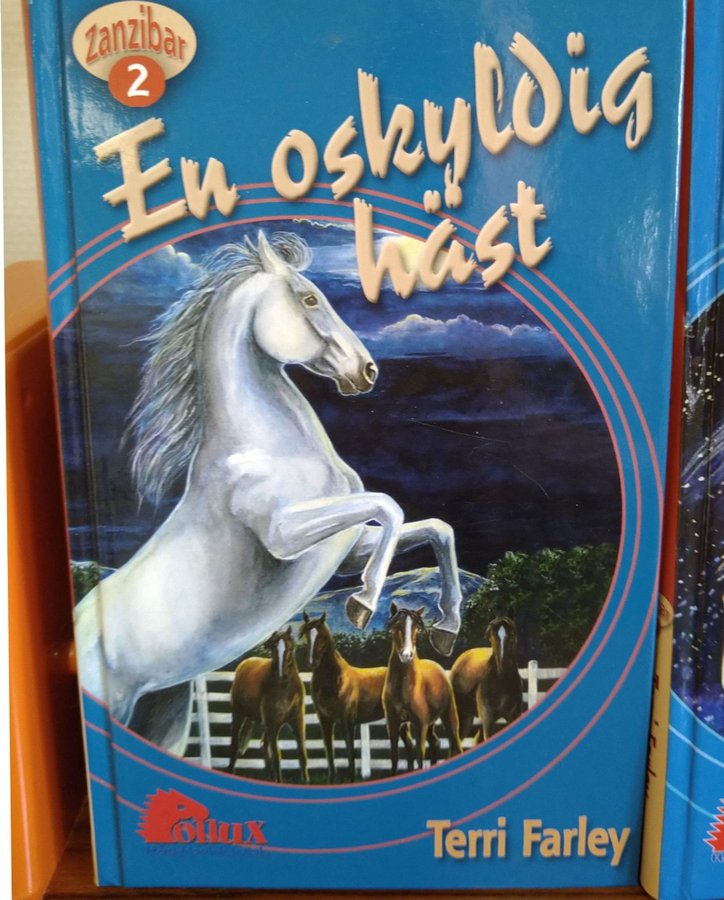 Zanzibar
2
En oskyldig
häst
Pollux
Terri Farley